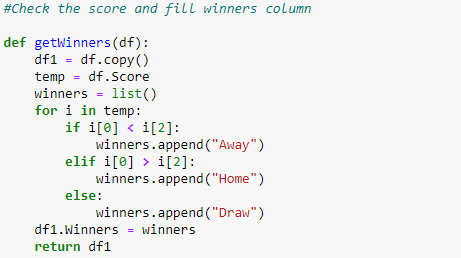 #Check the score and fill winners column
def getWinners(df):
    df1 = df.copy()
    temp = df.Score
    winners = list()
    for i in temp:
        if i[0] < i[2]:
            winners.append("Away")
        elif i[0] > i[2]:
            winners.append("Home")
        else:
            winners.append("Draw")
    df1.Winners = winners
    return df1